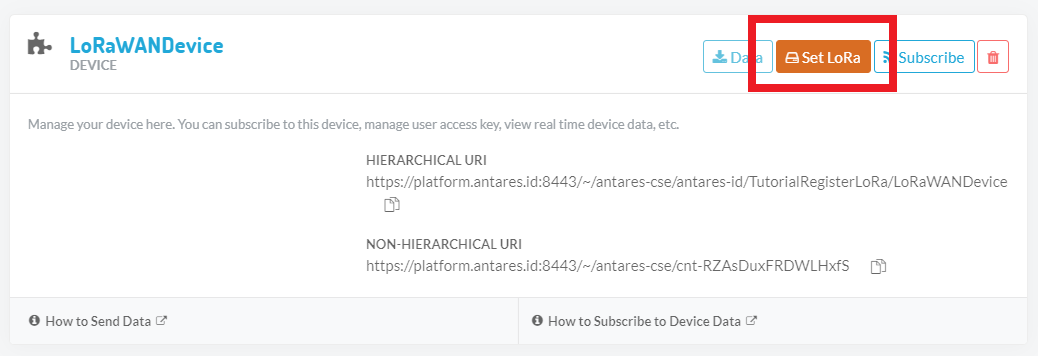 LoRaWANDevice
DEVICE
Data
Set LoRa
Subscribe
Manage your device here. You can subscribe to this device, manage user access key, view real time device data, etc.
HIERARCHICAL URI
https://platform.antares.id:8443/~/antares-cse/antares-id/TutorialRegisterLoRa/LoRaWANDevice
NON-HIERARCHICAL URI
https://platform.antares.id:8443/~/antares-cse/cnt-RZAsDuxFRDWLHxfS
How to Send Data
How to Subscribe to Device Data